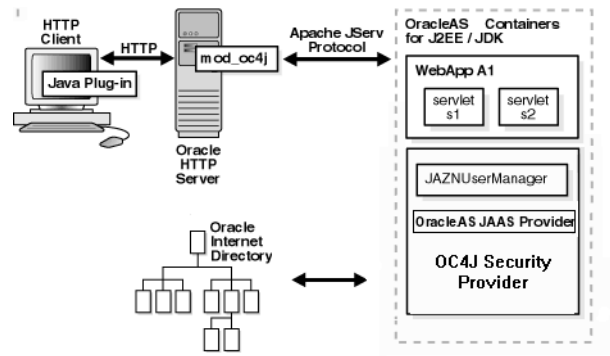 HTTP
Client
HTTP
Java Plug-in
mod_oc4j
Oracle
HTTP
Server
Apache JServ
Protocol
OracleAS Containers
for J2EE / JDK
WebApp A1
servlet
s1
servlet
s2
JAZNUserManager
OracleAS JAAS Provider
OC4J Security
Provider
Oracle
Internet
Directory